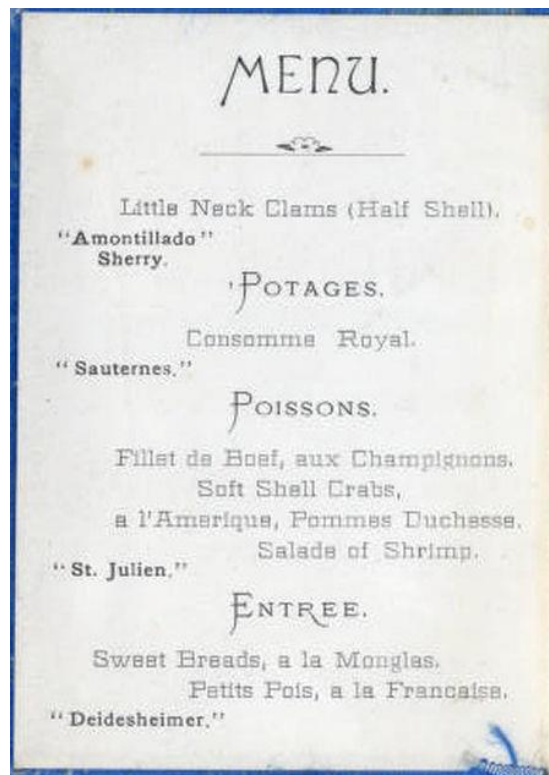 MENU.
Little Neck Clams (Half Shell).
"Amontillado"
Sherry.
POTAGES.
Consomme Royal.
"Sauternes."
POISSONS.
Fillet de Boef, aux Champignons.
Soft Shell Crabs,
a l'Amerique, Pommes Duchesse.
Salade of Shrimp.
"St. Julien."
ENTREE.
Sweet Breads, a la Monglas.
Petits Pois, a la Francaise.
"Deidesheimer."